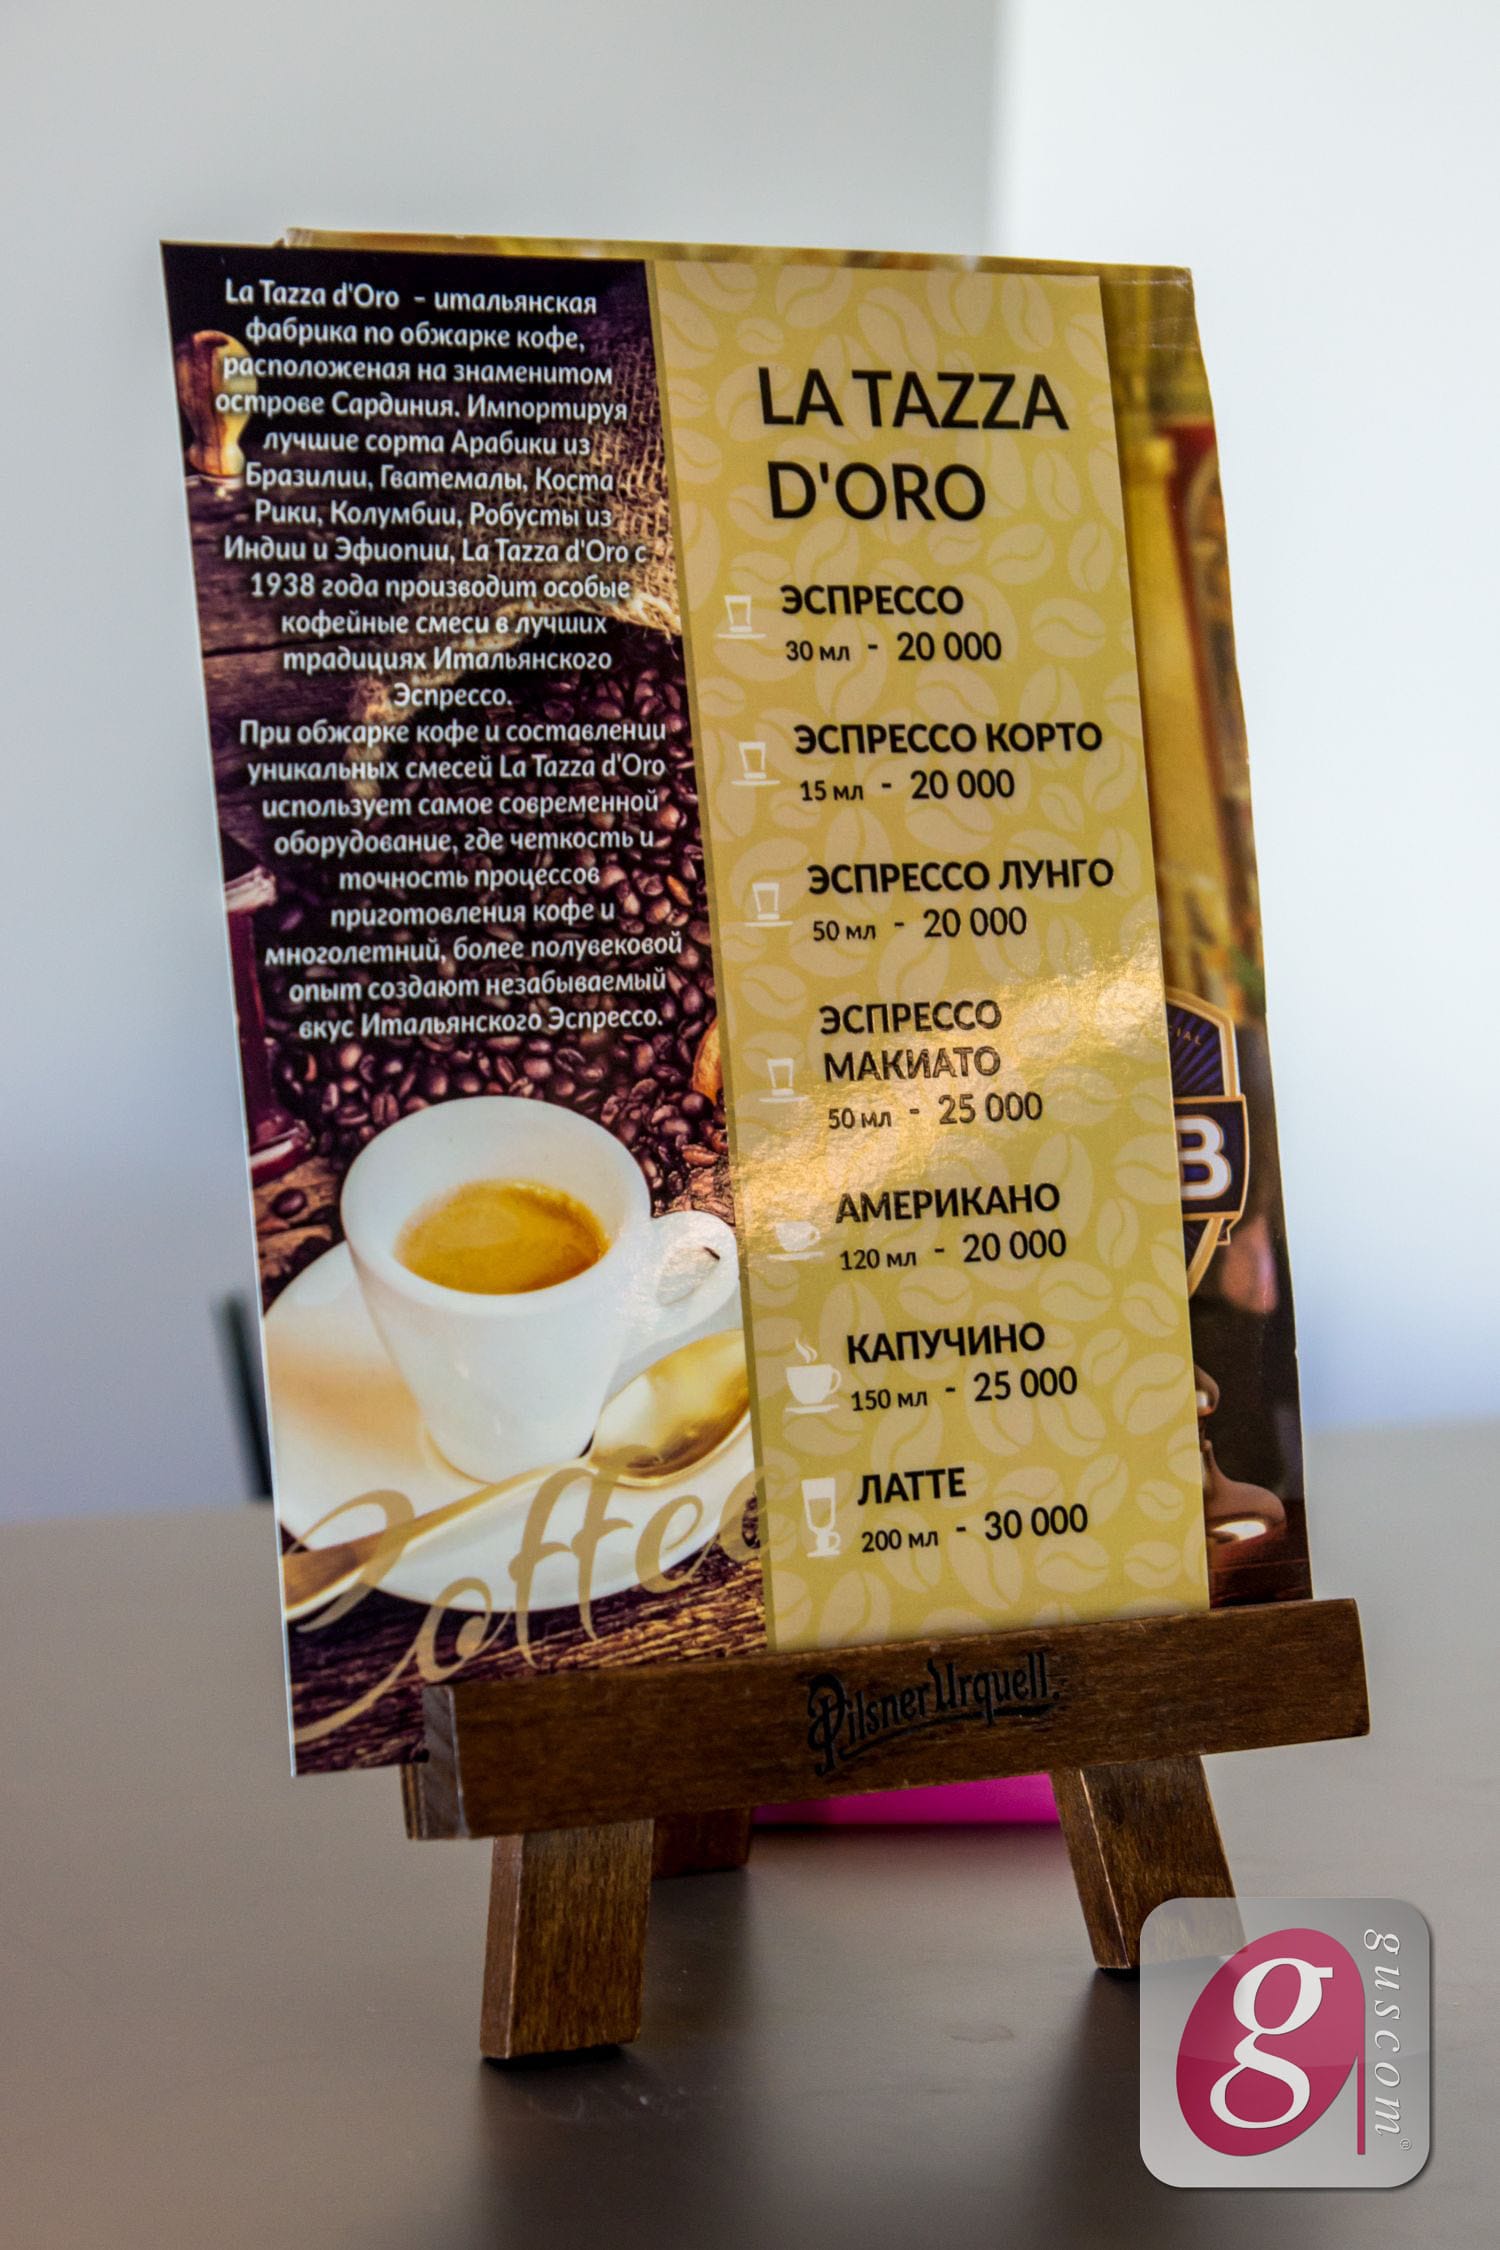 La Tazza d'Oro - итальянская
фабрика по обжарке кофе,
расположеная на знаменитом
острове Сардиния. Импортируя
лучшие сорта Арабики из
Бразилии, Гватемалы, Коста
Рики, Колумбии, Робусты из
Индии и Эфиопии, La Tazza d'Oro с
1938 года производит особые
кофейные смеси в лучших
традициях Итальянского
Эспрессо.
При обжарке кофе и составлении
уникальных смесей La Tazza d'Oro
использует самое современной
оборудование, где четкость и
точность процессов
приготовления кофе и
многолетний, более полувековой
опыт создают незабываемый
вкус Итальянского Эспрессо.
Coffee
LA TAZZA
D'ORO
ЭСПРЕССО
30 мл - 20 000
ЭСПРЕССО КОРТО
15 мл - 20 000
ЭСПРЕССО ЛУНГО
50 мл - 20 000
ЭСПРЕССО
МАКИАТО
50 мл - 25 000
АМЕРИКАНО
120 мл - 20 000
КАПУЧИНО
150 мл - 25 000
ЛАТТЕ
200 мл - 30 000
Pilsner Urquell
g
guscom®